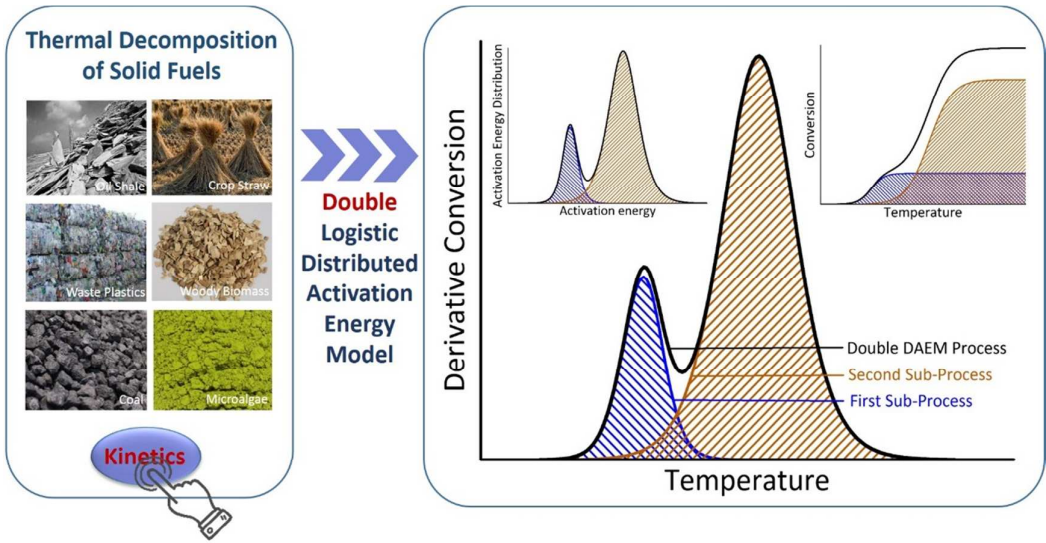 Thermal Decomposition
of Solid Fuels
Oil Shale
Crop Straw
Waste Plastics
Woody Biomass
Coal
Microalgae
Kinetics
Double
Logistic
Distributed
Activation
Energy
Model
Derivative Conversion
Temperature
Activation Energy Distribution
Activation energy
Conversion
Temperature
Double DAEM Process
Second Sub-Process
First Sub-Process